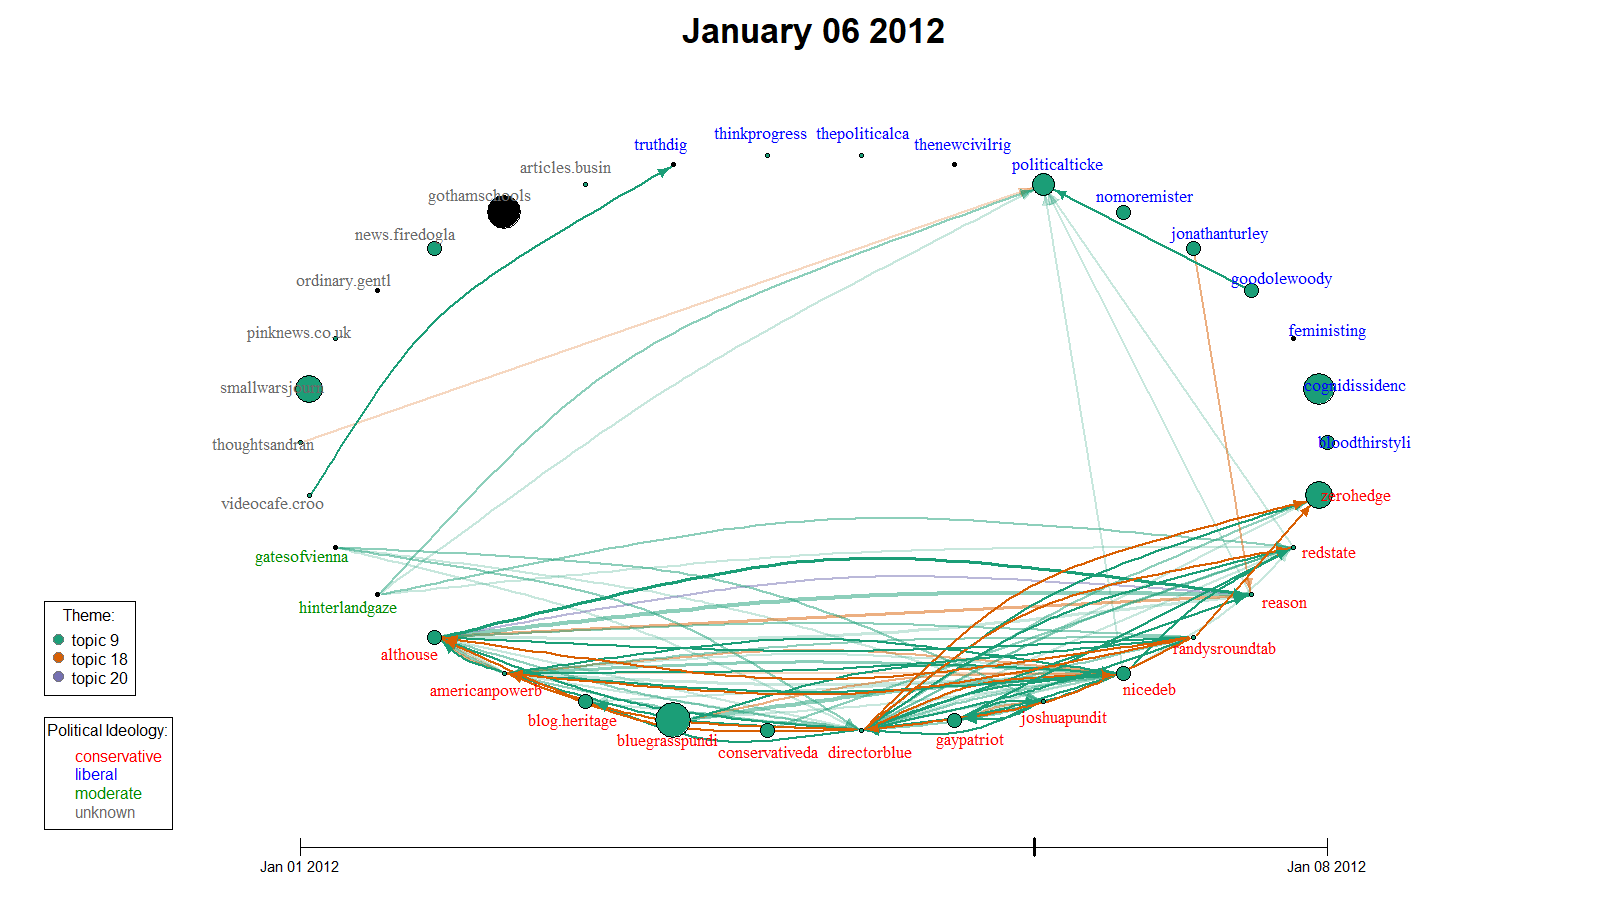 January 06 2012
thinkprogress
thepoliticalca
truthdig
thenewcivilrig
articles.busin
politicalticke
gothamschools
nomoremister
news.firedogla
jonathanturley
ordinary.gentl
goodolewoody
pinknews.co.uk
feministing
smallwarsjourn
cognidissidenc
thoughtsandran
bloodthirstyli
videocafe.croo
zerohedge
gatesofvienna
redstate
hinterlandgaze
reason
althouse
randysroundtab
americanpowerb
nicedeb
blog.heritage
joshuapundit
bluegrasspundi
gaypatriot
conservativeda
directorblue
Theme:
topic 9
topic 18
topic 20
Political Ideology:
conservative
liberal
moderate
unknown
Jan 01 2012
Jan 08 2012